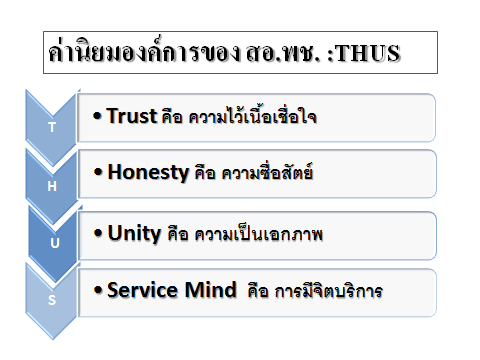 ค่านิยมองค์การของ สอ.พช. :THUS
T
• Trust คือ ความไว้เนื้อเชื่อใจ
H
• Honesty คือ ความซื่อสัตย์
U
• Unity คือ ความเป็นเอกภาพ
S
• Service Mind คือ การมีจิตบริการ